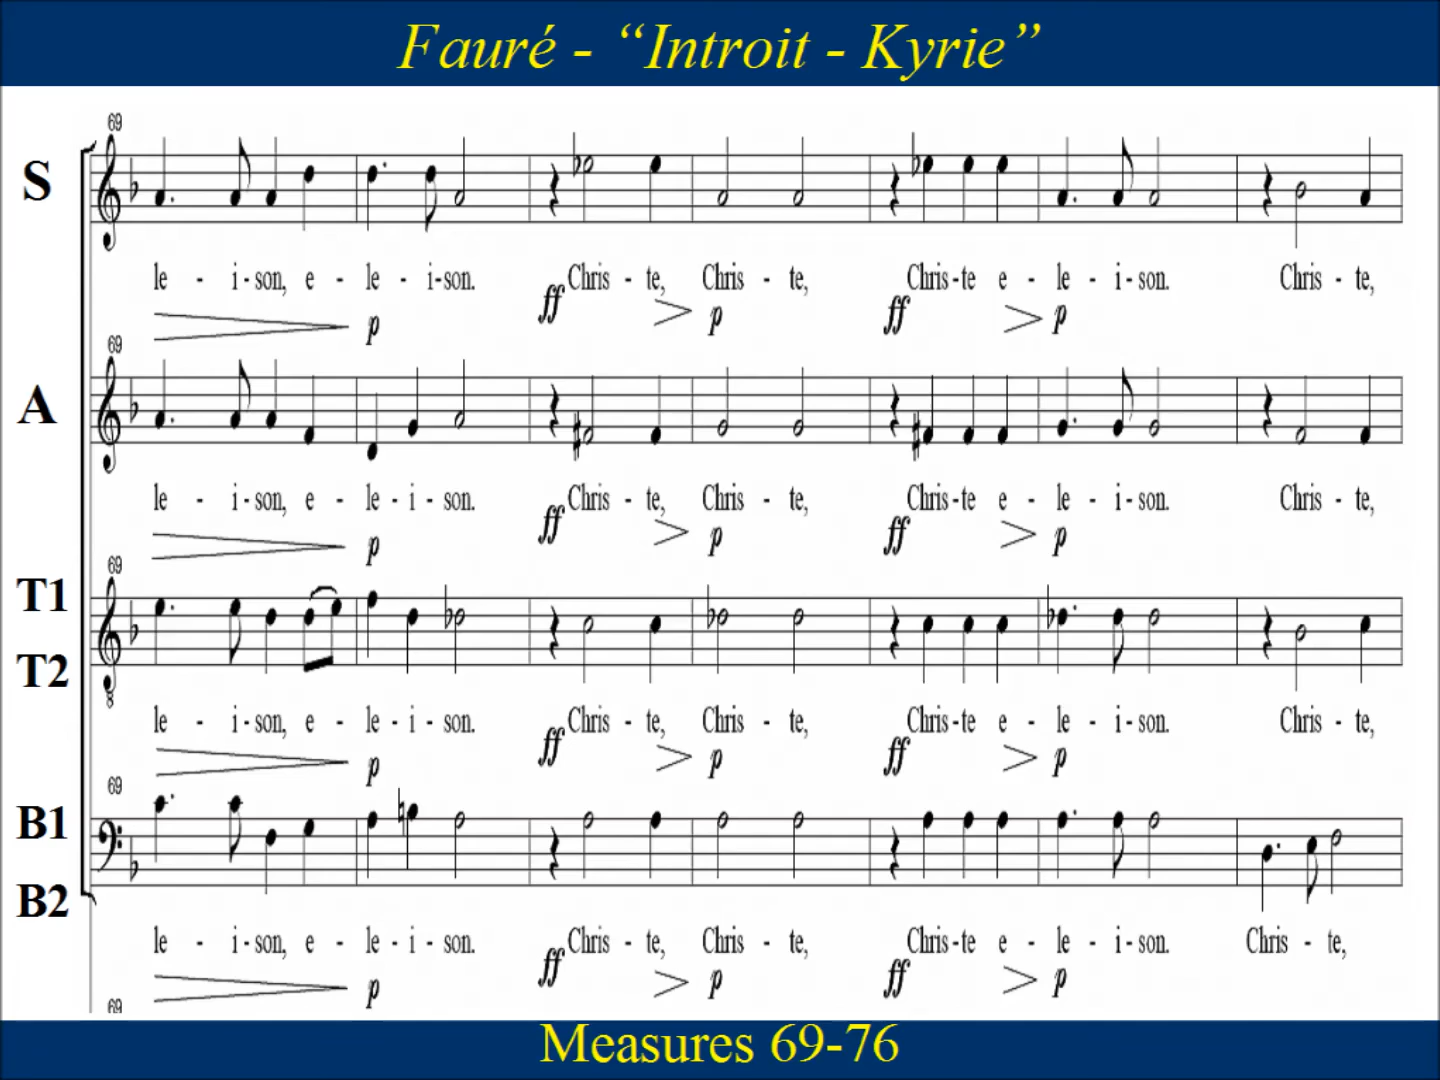 Fauré - “Introit - Kyrie”
69
S
le - i - son, e - le - i - son. Chris - te, Chris - te, Chris - te e - le - i - son. Chris - te,
p ff p ff p
69
A
le - i - son, e - le - i - son. Chris - te, Chris - te, Chris - te e - le - i - son. Chris - te,
p ff p ff p
69
T1
T2
8
le - i - son, e - le - i - son. Chris - te, Chris - te, Chris - te e - le - i - son. Chris - te,
p ff p ff p
69
B1
B2
le - i - son, e - le - i - son. Chris - te, Chris - te, Chris - te e - le - i - son. Chris - te,
p ff p ff p
69
Measures 69-76